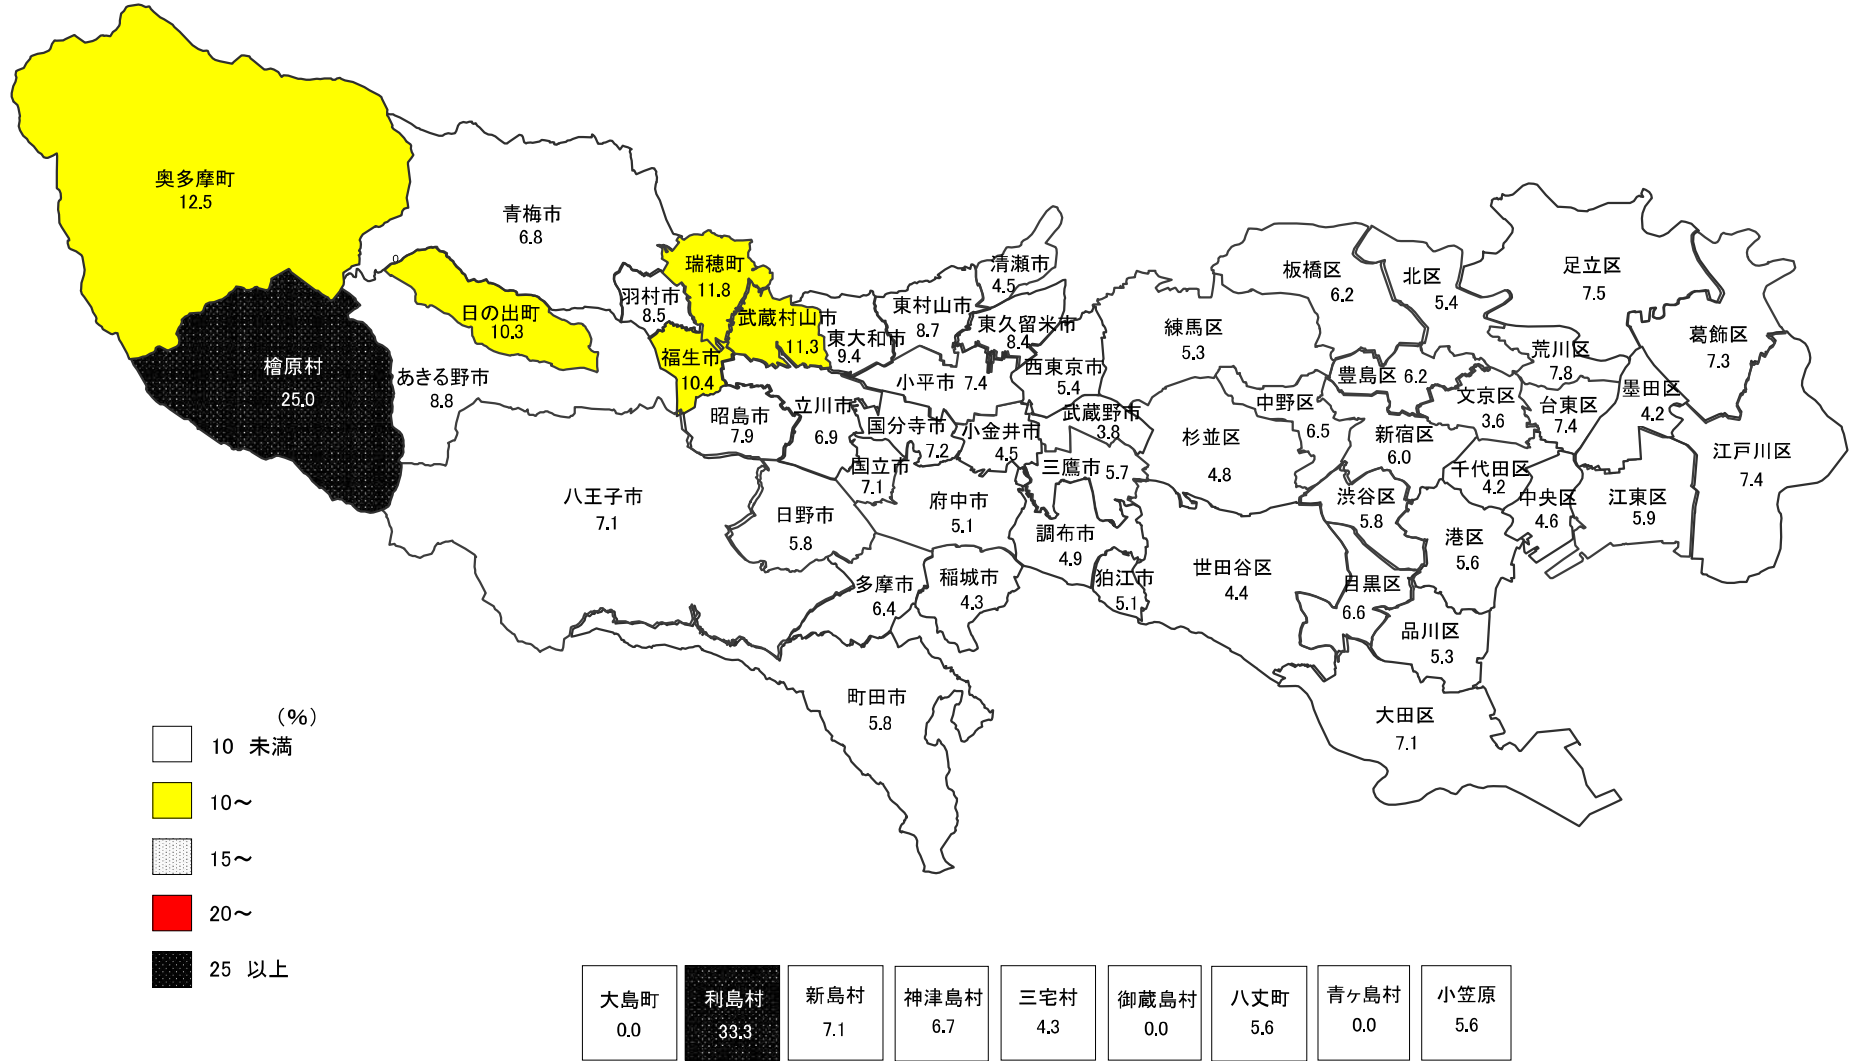 奥多摩町
12.5
青梅市
6.8
0
瑞穂町
11.8
羽村市
8.5
日の出町
10.3
武蔵村山市
11.3
福生市
10.4
檜原村
25.0
あきる野市
8.8
東大和市
9.4
東村山市
8.7
清瀬市
4.5
東久留米市
8.4
西東京市
5.4
小平市 7.4
昭島市
7.9
立川市
6.9
国分寺市
7.2
小金井市
4.5
武蔵野市
3.8
三鷹市 5.7
国立市
7.1
八王子市
7.1
日野市
5.8
府中市
5.1
調布市
4.9
狛江市
5.1
多摩市
6.4
稲城市
4.3
町田市
5.8
板橋区
6.2
北区
5.4
足立区
7.5
練馬区
5.3
荒川区
7.8
葛飾区
7.3
豊島区 6.2
文京区
3.6
台東区
7.4
墨田区
4.2
中野区
6.5
杉並区
4.8
新宿区
6.0
千代田区
4.2
中央区
4.6
江東区
5.9
江戸川区
7.4
渋谷区
5.8
港区
5.6
世田谷区
4.4
目黒区
6.6
品川区
5.3
大田区
7.1
(%)
10 未満
10～
15～
20～
25 以上
大島町
0.0
利島村
33.3
新島村
7.1
神津島村
6.7
三宅村
4.3
御蔵島村
0.0
八丈町
5.6
青ヶ島村
0.0
小笠原
5.6